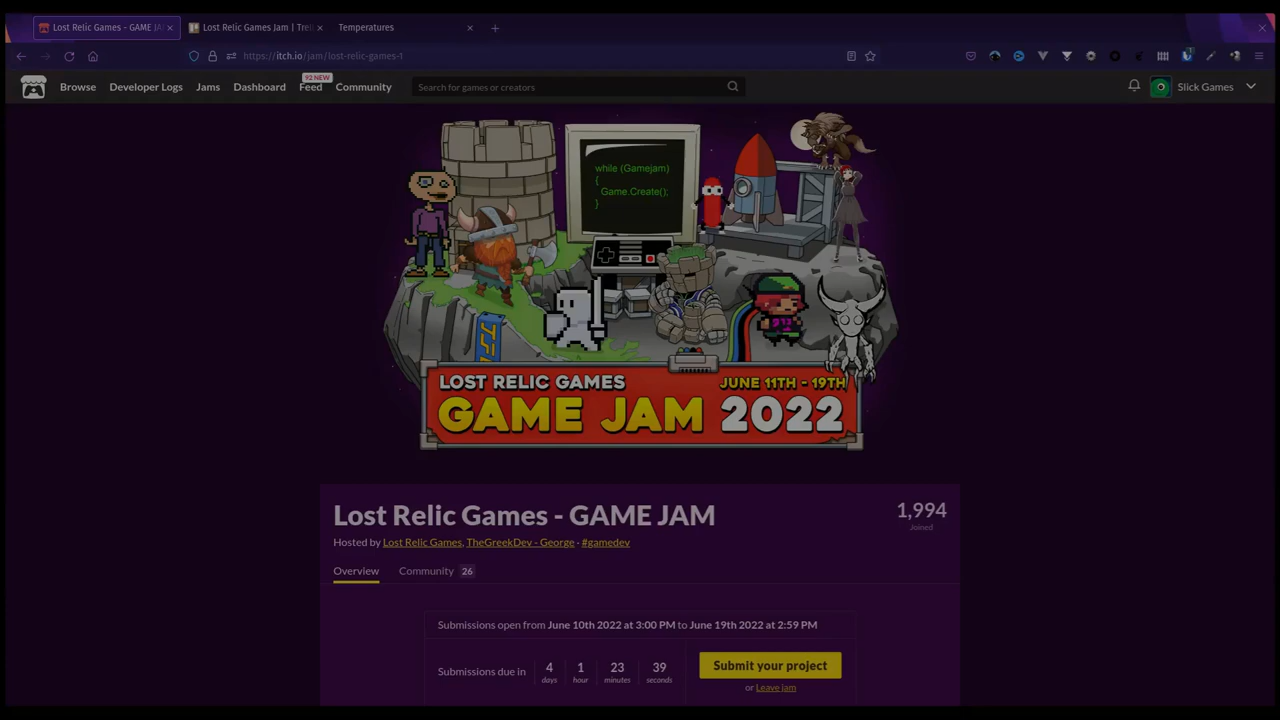 Lost Relic Games - GAME JA
Lost Relic Games Jam | Trel
Temperatures
https://itch.io/jam/lost-relic-games-1
92 NEW
Browse
Developer Logs
Jams
Dashboard
Feed
Community
Search for games or creators
Slick Games
while (Gamejam)
{
Game.Create();
}
LOST RELIC GAMES
JUNE 11TH - 19TH
GAME JAM 2022
Lost Relic Games - GAME JAM
1,994
Joined
Hosted by Lost Relic Games, TheGreekDev - George · #gamedev
Overview
Community 26
Submissions open from June 10th 2022 at 3:00 PM to June 19th 2022 at 2:59 PM
Submissions due in
4 1 23 39
days hour minutes seconds
Submit your project
or Leave jam